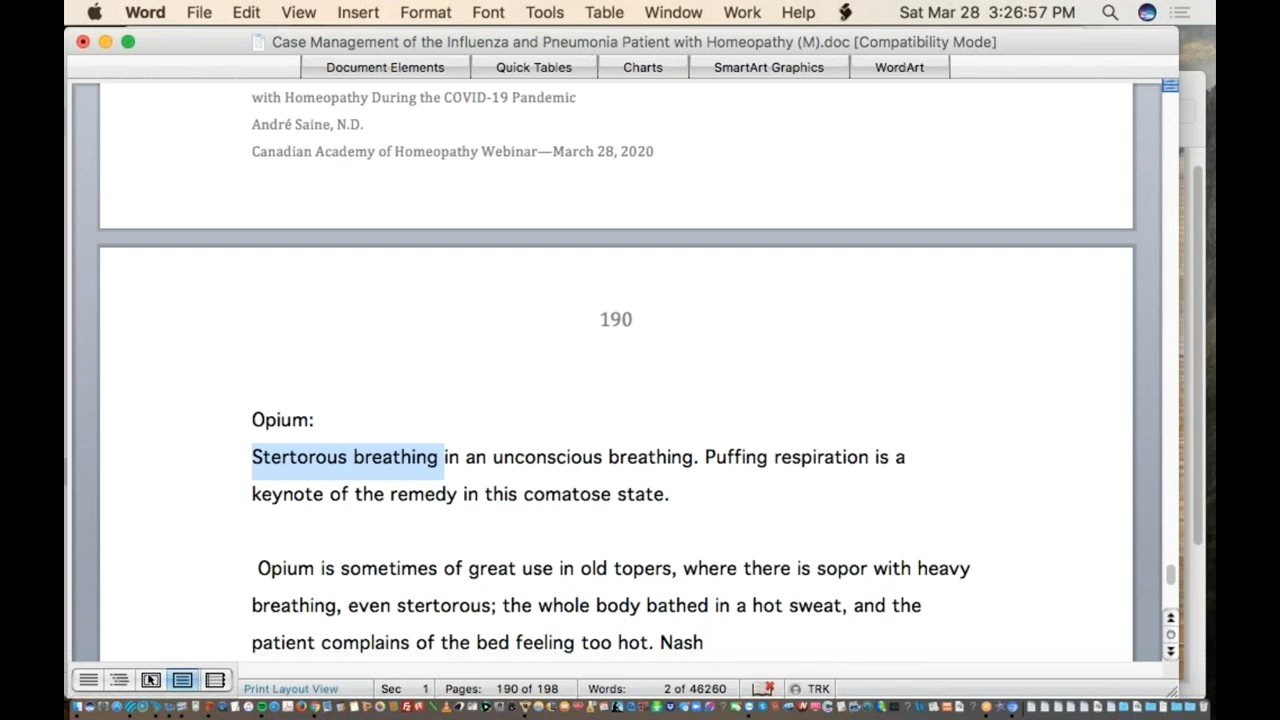 Word File Edit View Insert Format Font Tools Table Window Work Help Sat Mar 28 3:26:57 PM
Case Management of the Influenza and Pneumonia Patient with Homeopathy (M).doc [Compatibility Mode]
Document Elements Quick Tables Charts SmartArt Graphics WordArt
with Homeopathy During the COVID-19 Pandemic
André Saine, N.D.
Canadian Academy of Homeopathy Webinar—March 28, 2020
190
Opium:
Stertorous breathing in an unconscious breathing. Puffing respiration is a
keynote of the remedy in this comatose state.
Opium is sometimes of great use in old topers, where there is sopor with heavy
breathing, even stertorous; the whole body bathed in a hot sweat, and the
patient complains of the bed feeling too hot. Nash
Print Layout View Sec 1 Pages: 190 of 198 Words: 2 of 46260 TRK